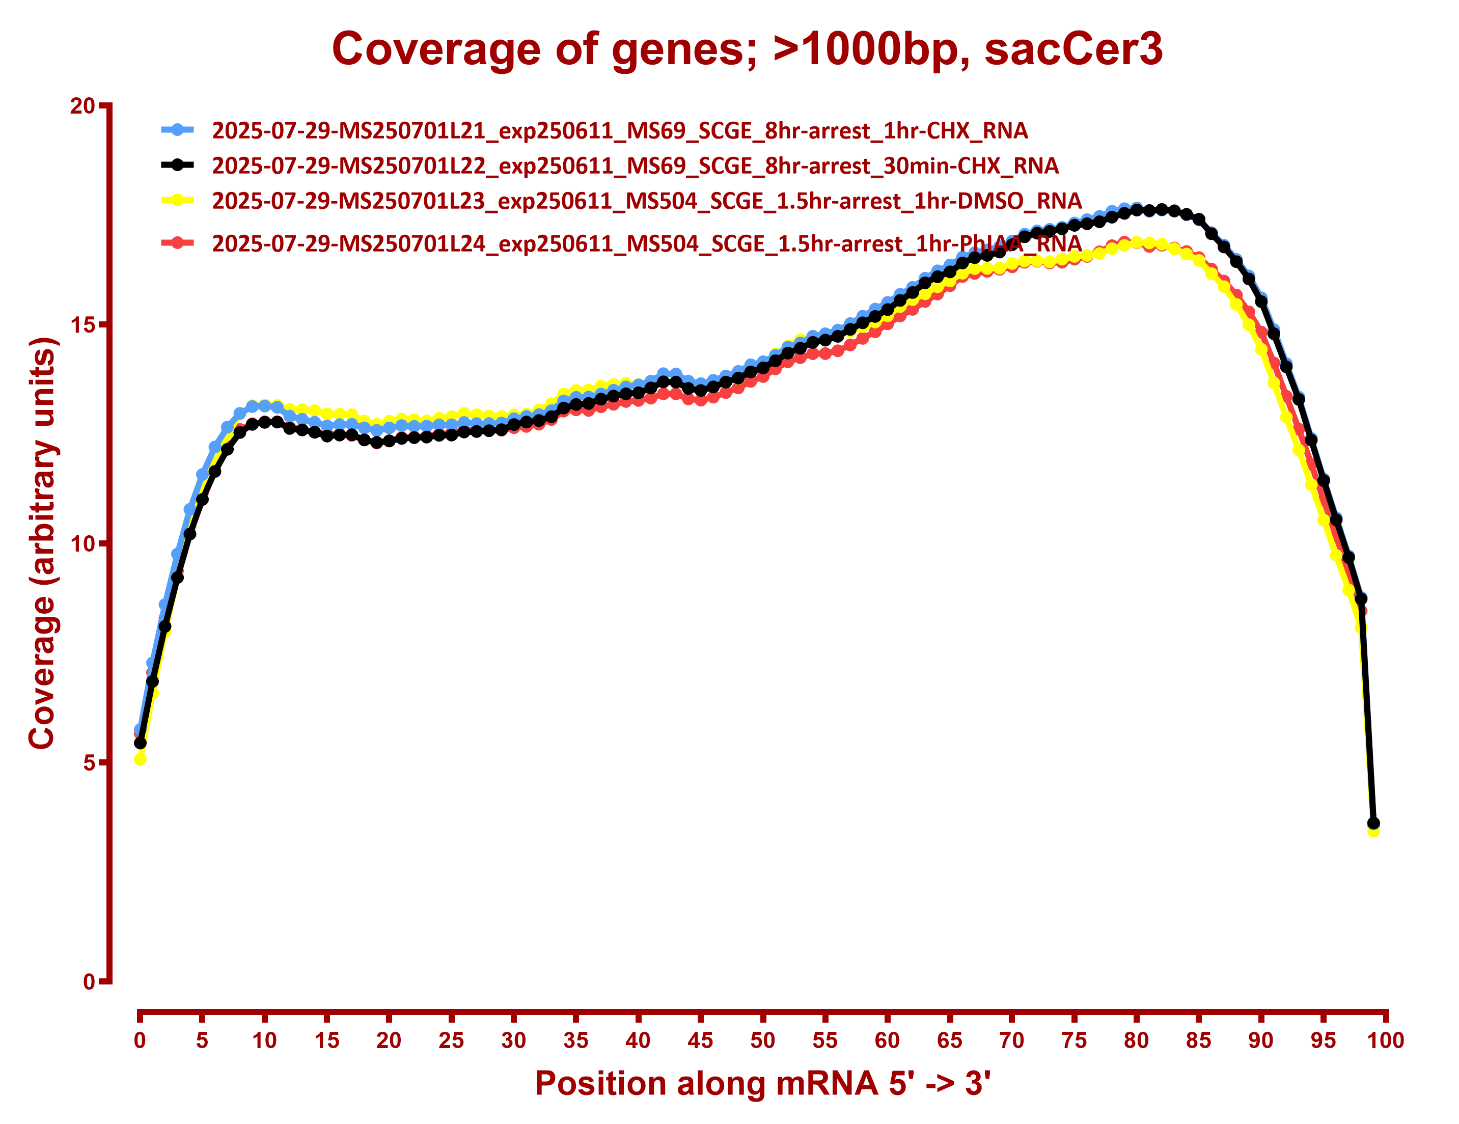 Coverage of genes; >1000bp, sacCer3
2025-07-29-MS250701L21_exp250611_MS69_SCGE_8hr-arrest_1hr-CHX_RNA
2025-07-29-MS250701L22_exp250611_MS69_SCGE_8hr-arrest_30min-CHX_RNA
2025-07-29-MS250701L23_exp250611_MS504_SCGE_1.5hr-arrest_1hr-DMSO_RNA
2025-07-29-MS250701L24_exp250611_MS504_SCGE_1.5hr-arrest_1hr-PhIAA_RNA
Coverage (arbitrary units)
20
15
10
5
0
0 5 10 15 20 25 30 35 40 45 50 55 60 65 70 75 80 85 90 95 100
Position along mRNA 5' -> 3'